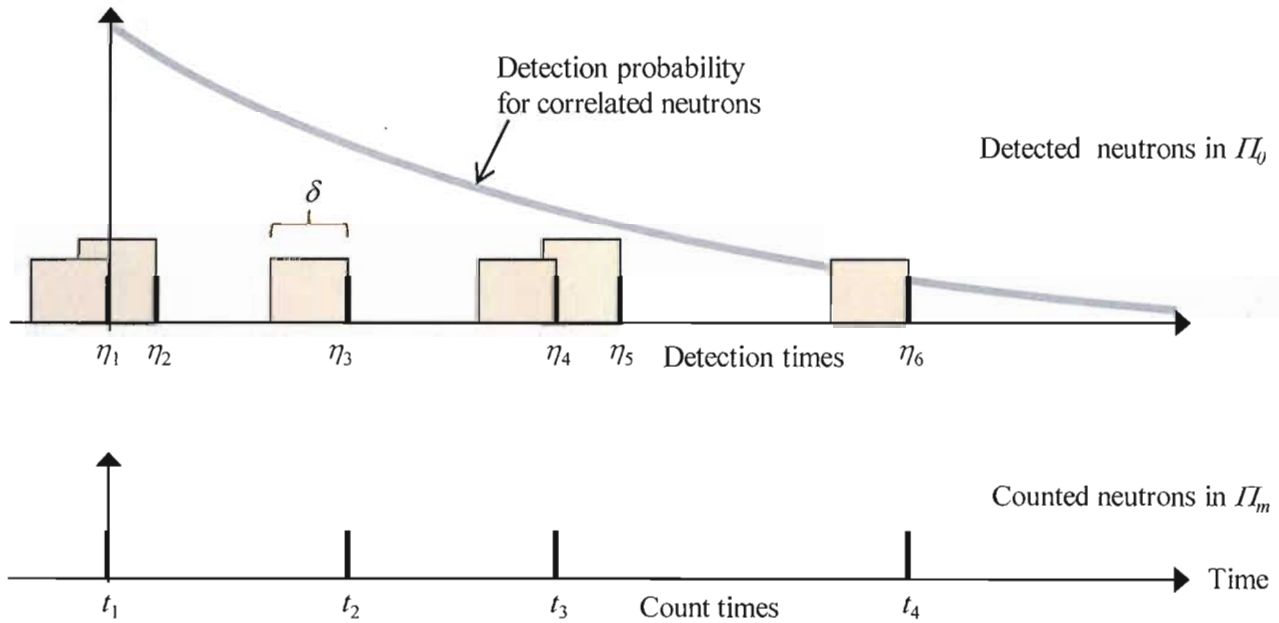 Detection probability
for correlated neutrons
Detected neutrons in Π₀
δ
η₁ η₂ η₃ η₄ η₅ Detection times η₆
Counted neutrons in Πₘ
Time
t₁ t₂ t₃ Count times t₄